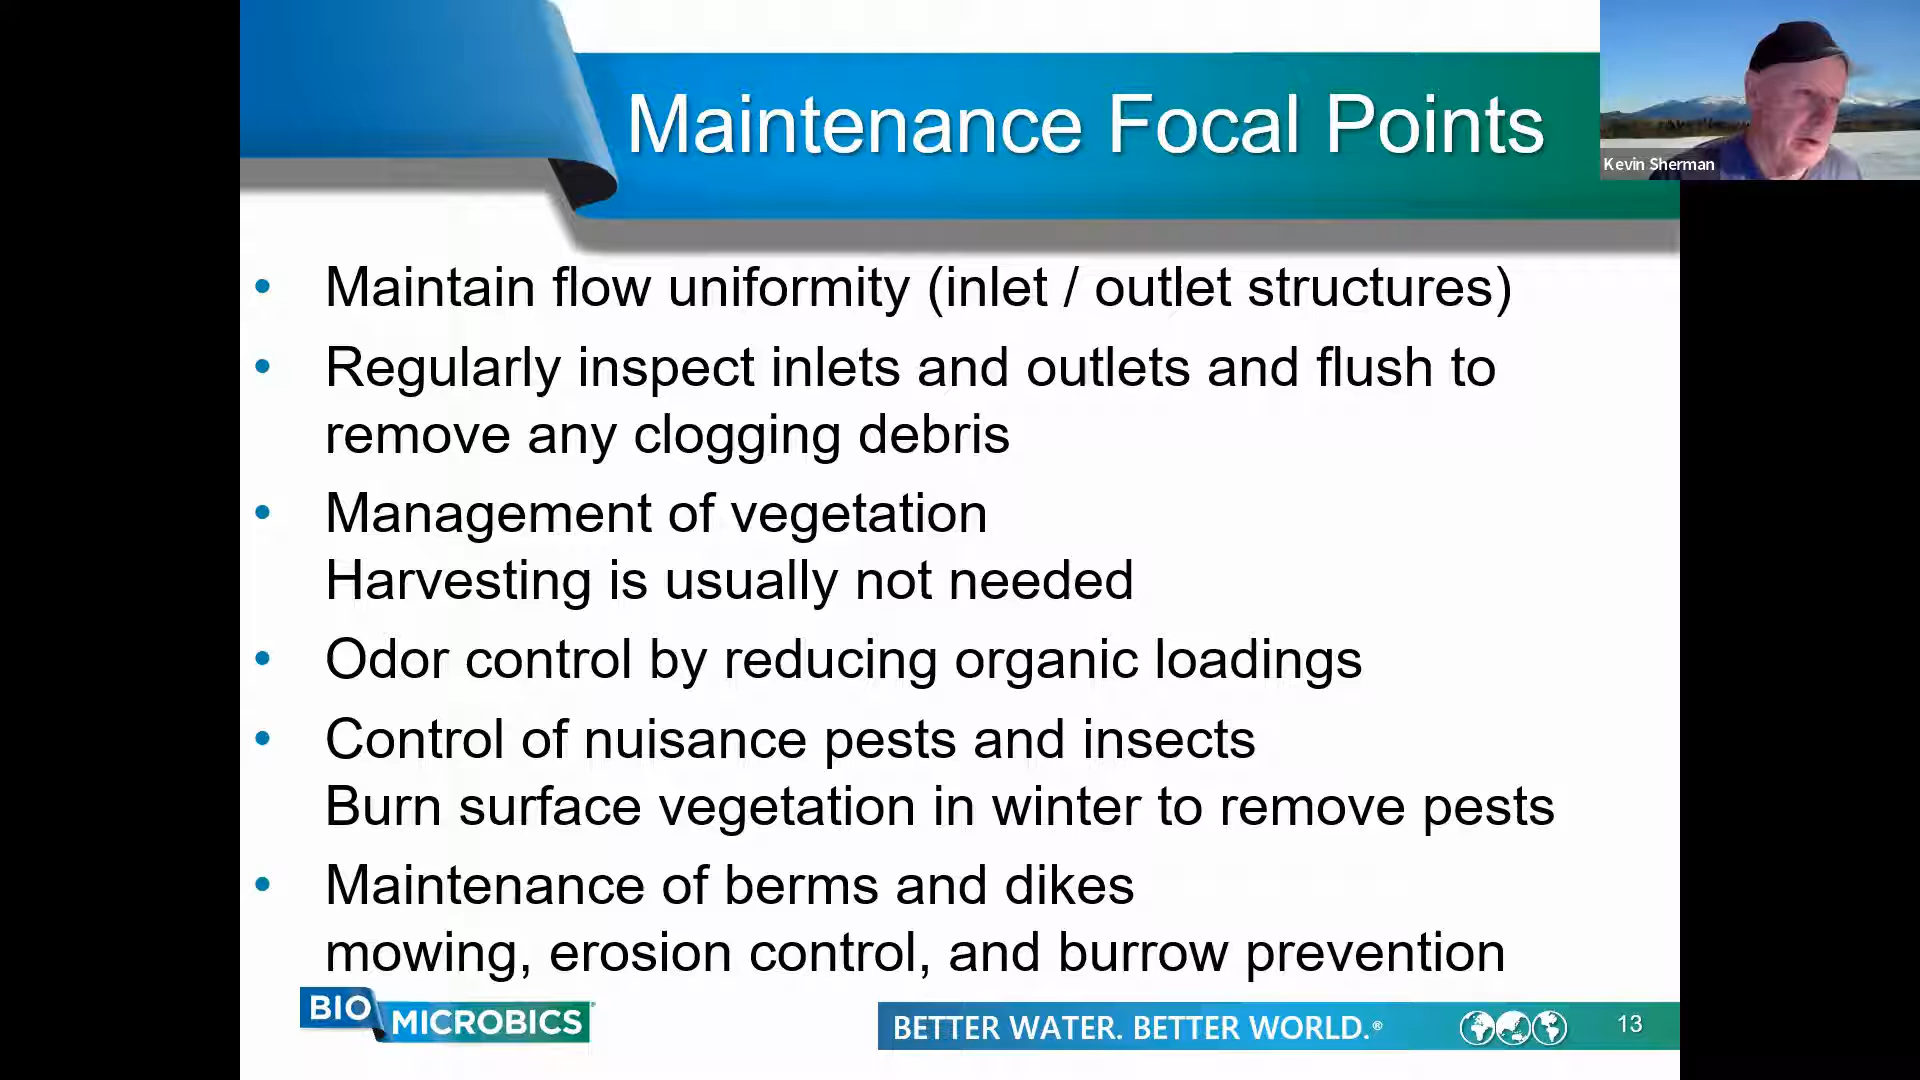 Maintenance Focal Points
Kevin Sherman
• Maintain flow uniformity (inlet / outlet structures)
• Regularly inspect inlets and outlets and flush to
remove any clogging debris
• Management of vegetation
Harvesting is usually not needed
• Odor control by reducing organic loadings
• Control of nuisance pests and insects
Burn surface vegetation in winter to remove pests
• Maintenance of berms and dikes
mowing, erosion control, and burrow prevention
BIO MICROBICS®
BETTER WATER. BETTER WORLD.®
13